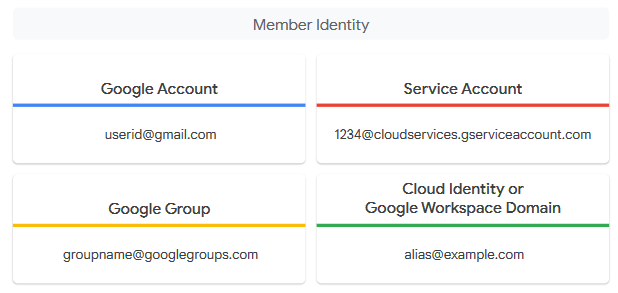 Member Identity
Google Account
userid@gmail.com
Service Account
1234@cloudservices.gserviceaccount.com
Google Group
groupname@googlegroups.com
Cloud Identity or
Google Workspace Domain
alias@example.com